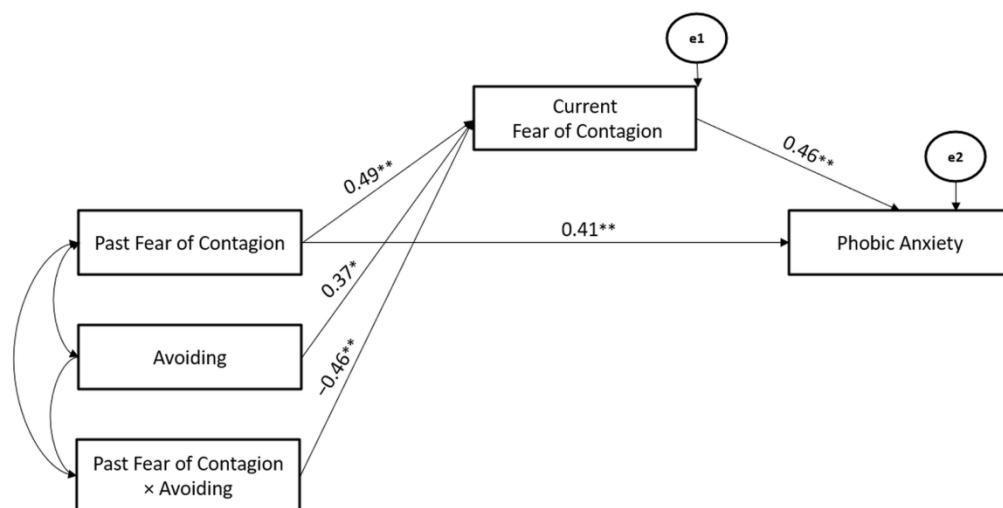 e1
Current
Fear of Contagion
0.46**
e2
0.49**
Past Fear of Contagion
0.41**
Phobic Anxiety
0.37*
Avoiding
−0.46**
Past Fear of Contagion
× Avoiding